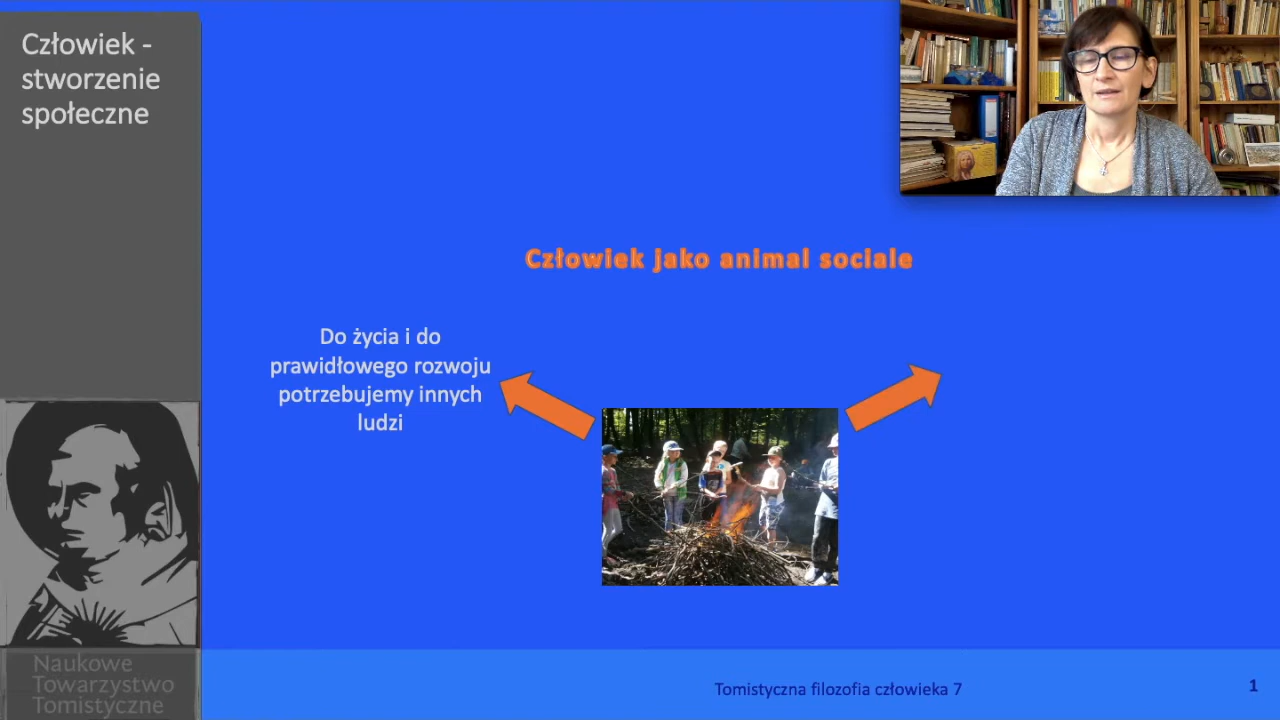 Człowiek -
stworzenie
społeczne
Człowiek jako animal sociale
Do życia i do
prawidłowego rozwoju
potrzebujemy innych
ludzi
Naukowe
Towarzystwo
Tomistyczne
Tomistyczna filozofia człowieka 7
1